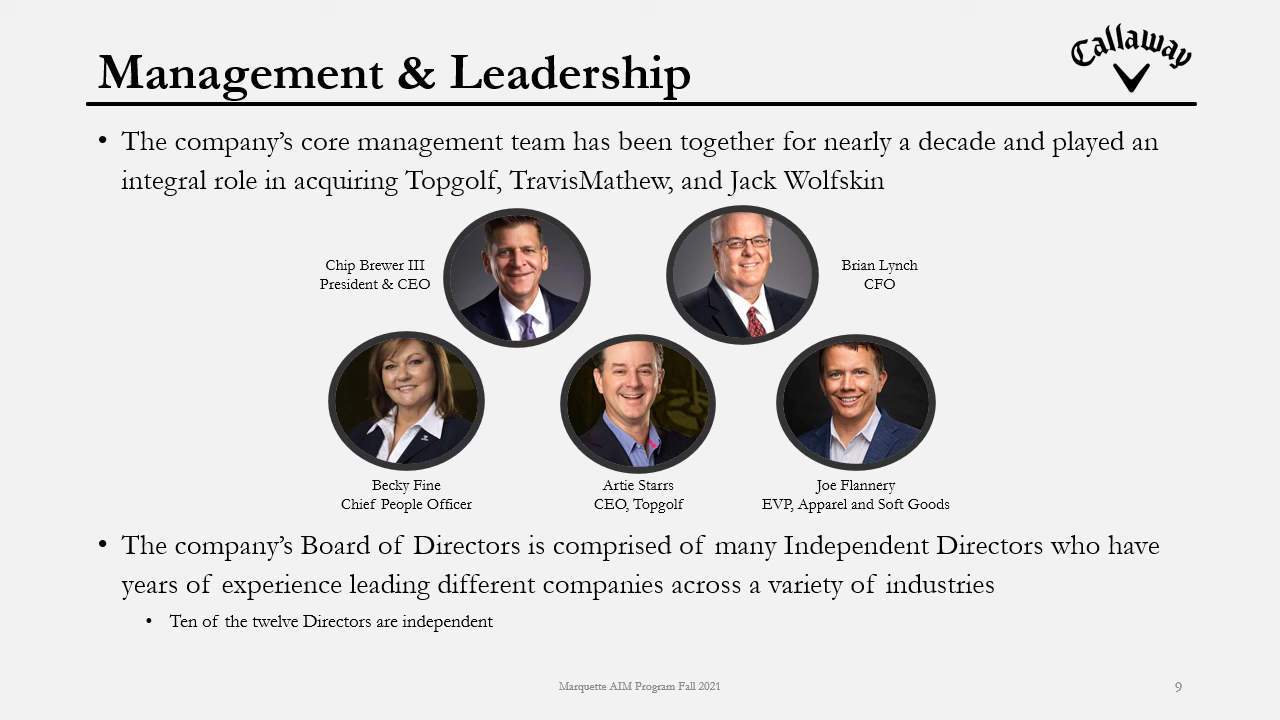 Callaway
Management & Leadership
• The company's core management team has been together for nearly a decade and played an
integral role in acquiring Topgolf, TravisMathew, and Jack Wolfskin
Chip Brewer III
President & CEO
Brian Lynch
CFO
Becky Fine
Chief People Officer
Artie Starrs
CEO, Topgolf
Joe Flannery
EVP, Apparel and Soft Goods
• The company's Board of Directors is comprised of many Independent Directors who have
years of experience leading different companies across a variety of industries
• Ten of the twelve Directors are independent
Marquette AIM Program Fall 2021
9